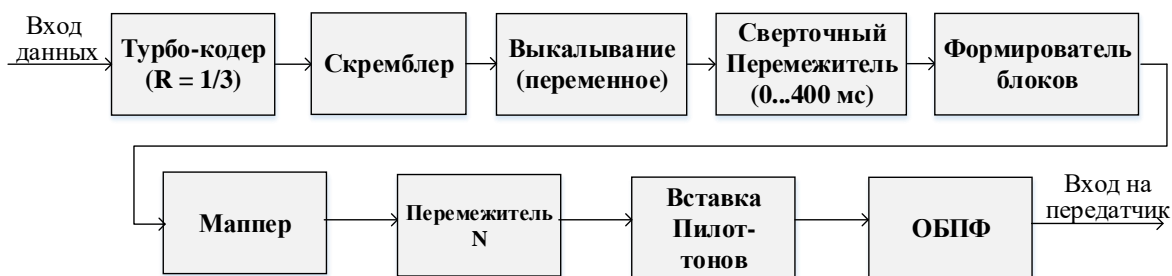 Вход
данных
Турбо-кодер
(R = 1/3)
Скремблер
Выкалывание
(переменное)
Сверточный
Перемежитель
(0...400 мс)
Формирователь
блоков
Маппер
Перемежитель
N
Вставка
Пилот-
тонов
ОБПФ
Вход на
передатчик